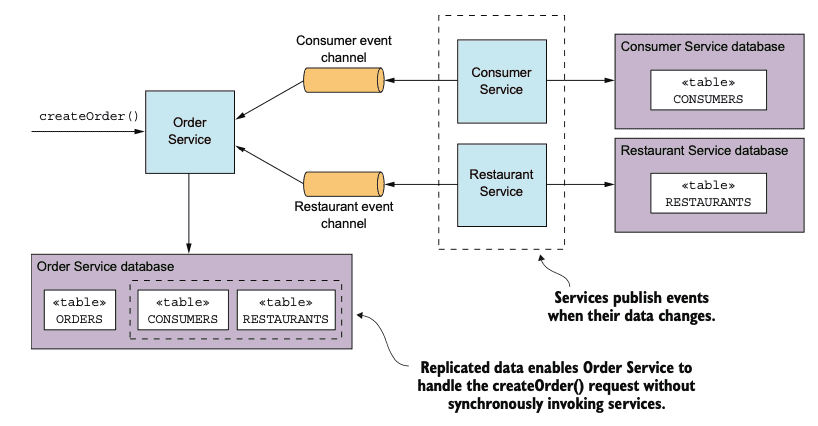 Consumer event
channel
createOrder()
Order
Service
Restaurant event
channel
Consumer
Service
Restaurant
Service
Consumer Service database
«table»
CONSUMERS
Restaurant Service database
«table»
RESTAURANTS
Order Service database
«table»
ORDERS
«table»
CONSUMERS
«table»
RESTAURANTS
Services publish events
when their data changes.
Replicated data enables Order Service to
handle the createOrder() request without
synchronously invoking services.